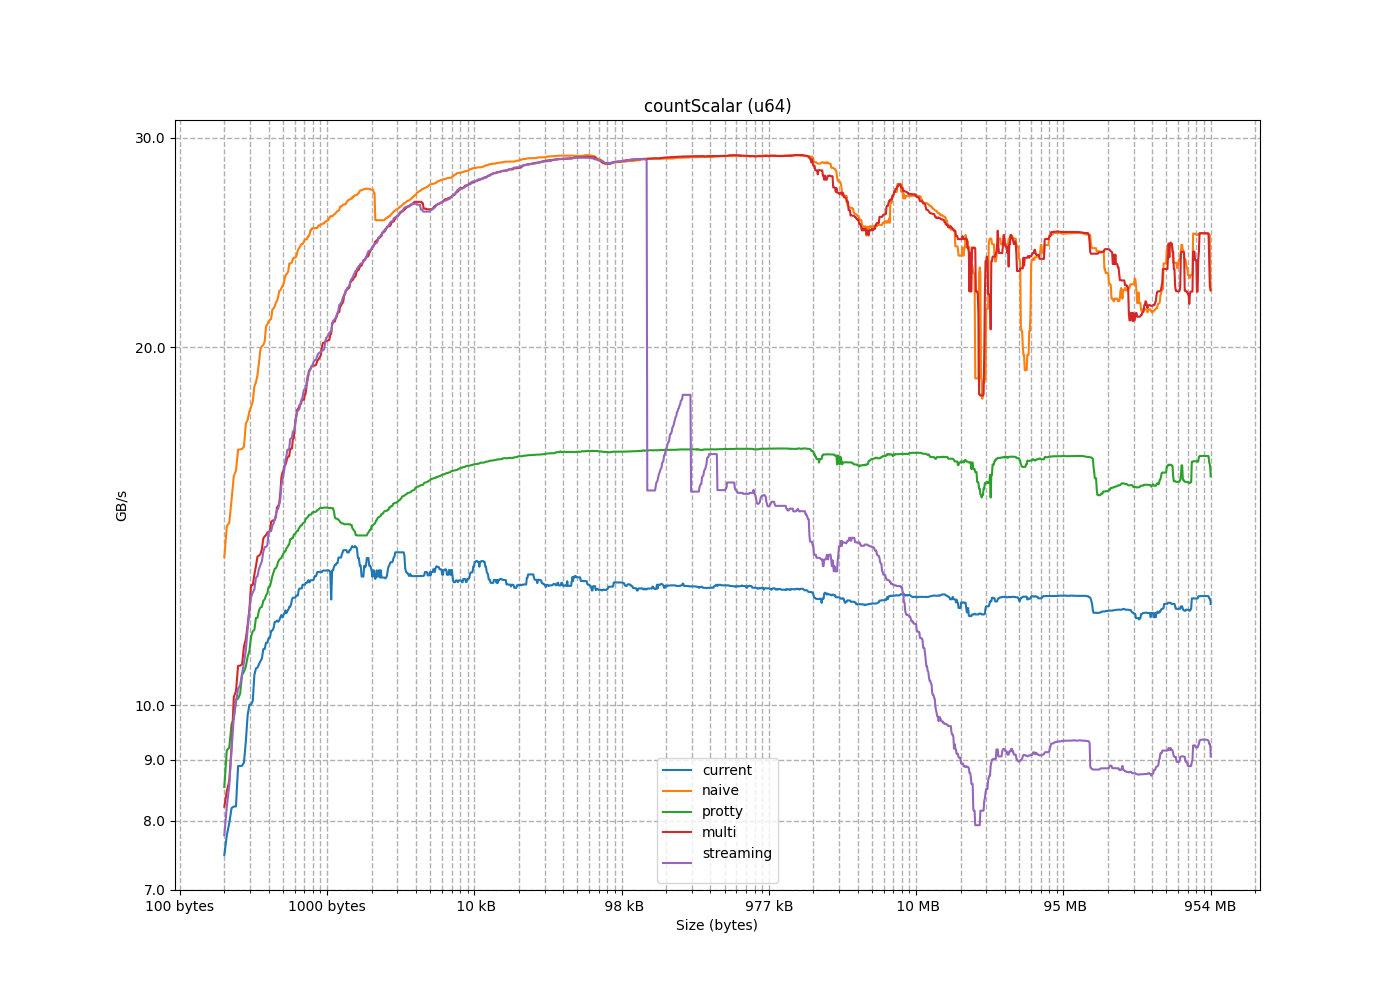 countScalar (u64)
30.0
20.0
10.0
9.0
8.0
7.0
GB/s
current
naive
protty
multi
streaming
100 bytes
1000 bytes
10 kB
98 kB
977 kB
10 MB
95 MB
954 MB
Size (bytes)